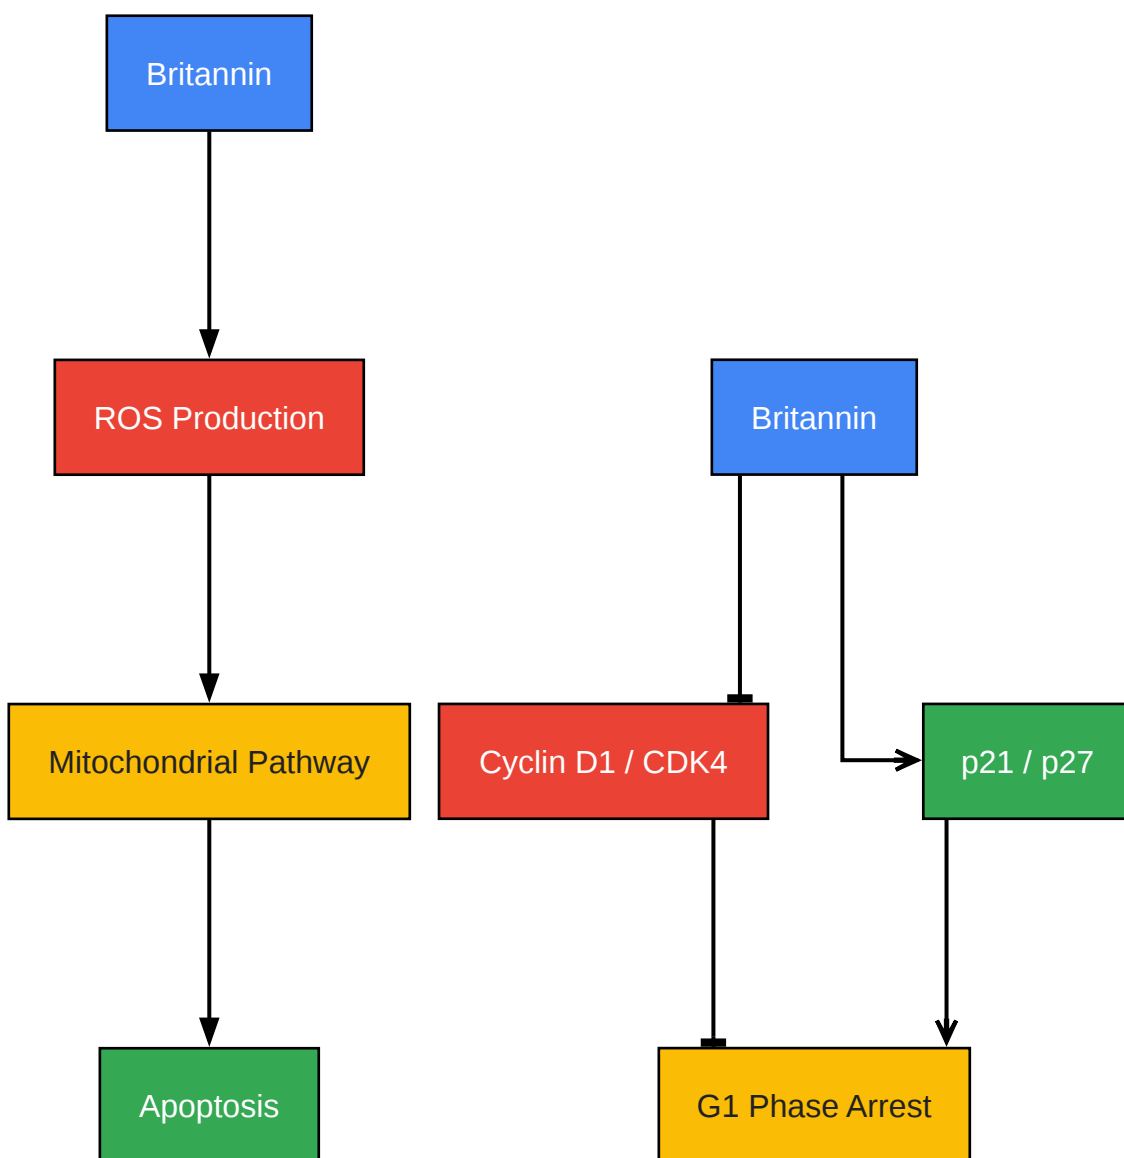 Britannin
ROS Production
Mitochondrial Pathway
Apoptosis
Britannin
Cyclin D1 / CDK4
p21 / p27
G1 Phase Arrest